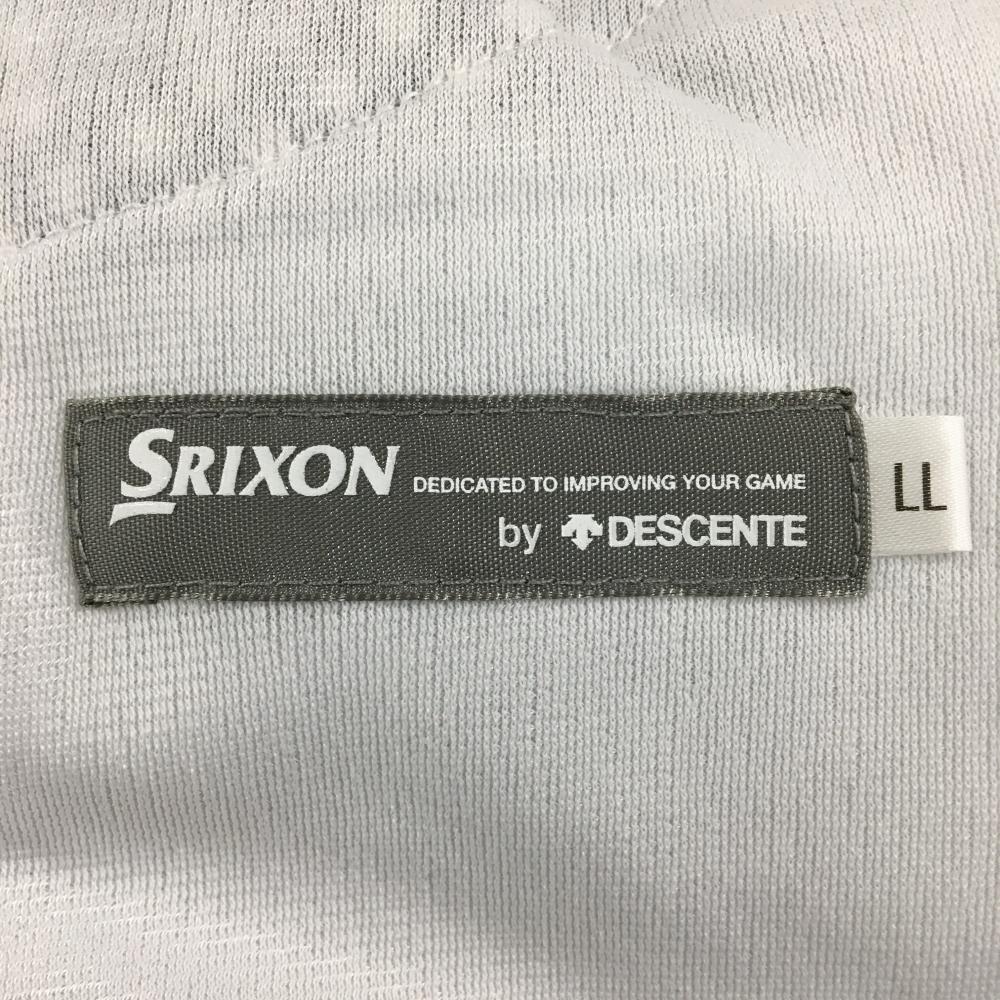 SRIXON DEDICATED TO IMPROVING YOUR GAME
by DESCENTE
LL